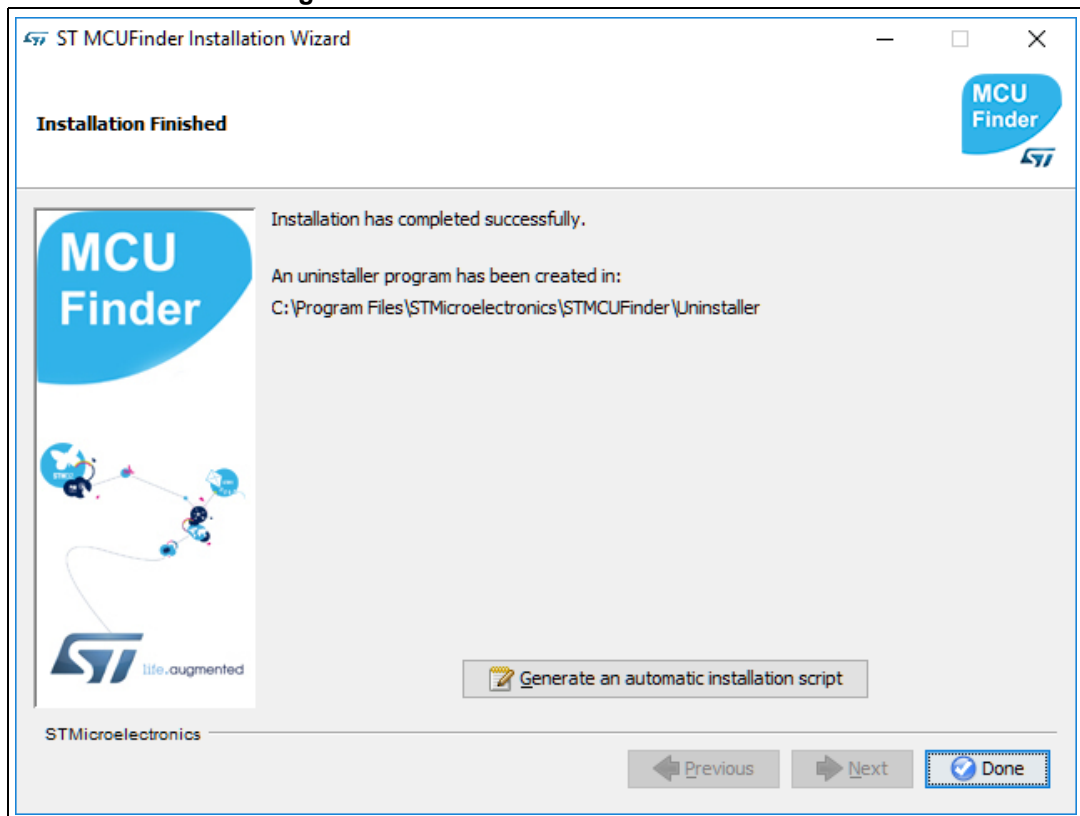 ST MCUFinder Installation Wizard
Installation Finished
MCU
Finder
Installation has completed successfully.
An uninstaller program has been created in:
C:\Program Files\STMicroelectronics\STMCUFinder\Uninstaller
MCU
Finder
life.augmented
Generate an automatic installation script
STMicroelectronics
Previous
Next
Done